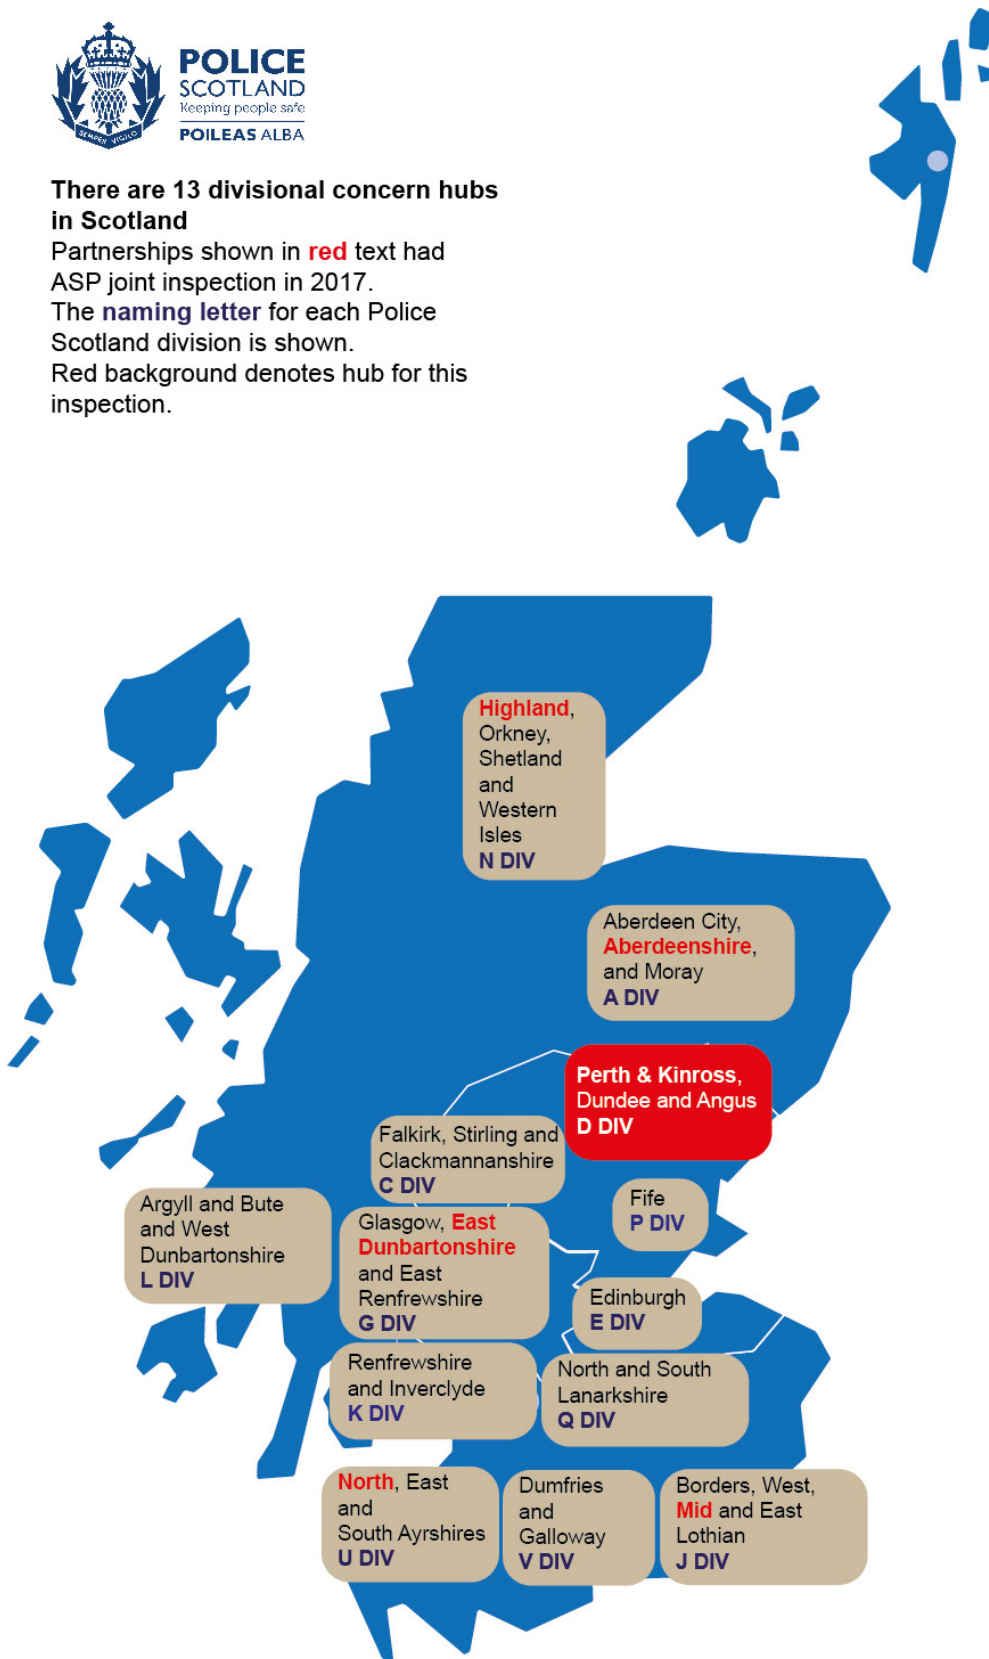 POLICE
SCOTLAND
Keeping people safe
POILEAS ALBA
SEMPER VIGILO
There are 13 divisional concern hubs
in Scotland
Partnerships shown in red text had
ASP joint inspection in 2017.
The naming letter for each Police
Scotland division is shown.
Red background denotes hub for this
inspection.
Highland,
Orkney,
Shetland
and
Western
Isles
N DIV
Aberdeen City,
Aberdeenshire,
and Moray
A DIV
Perth & Kinross,
Dundee and Angus
D DIV
Falkirk, Stirling and
Clackmannanshire
C DIV
Fife
P DIV
Argyll and Bute
and West
Dunbartonshire
L DIV
Glasgow, East
Dunbartonshire
and East
Renfrewshire
G DIV
Edinburgh
E DIV
Renfrewshire
and Inverclyde
K DIV
North and South
Lanarkshire
Q DIV
North, East
and
South Ayrshires
U DIV
Dumfries
and
Galloway
V DIV
Borders, West,
Mid and East
Lothian
J DIV